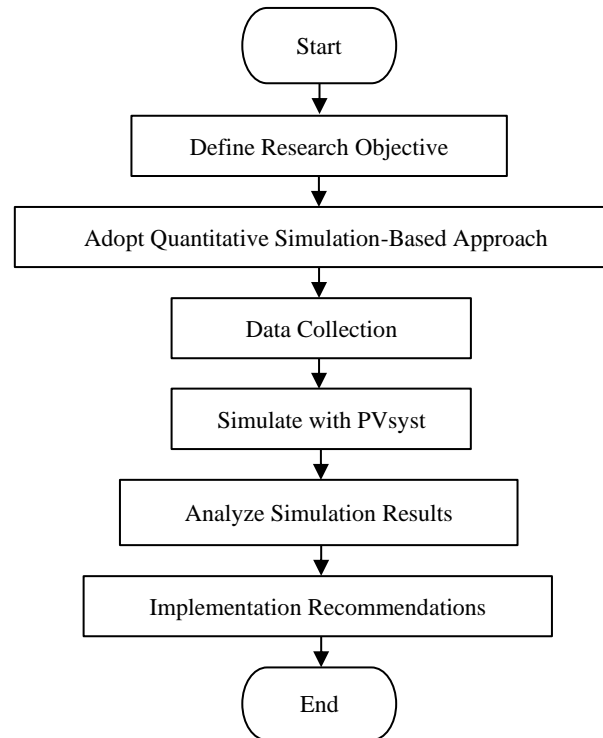 Start
Define Research Objective
Adopt Quantitative Simulation-Based Approach
Data Collection
Simulate with PVsyst
Analyze Simulation Results
Implementation Recommendations
End